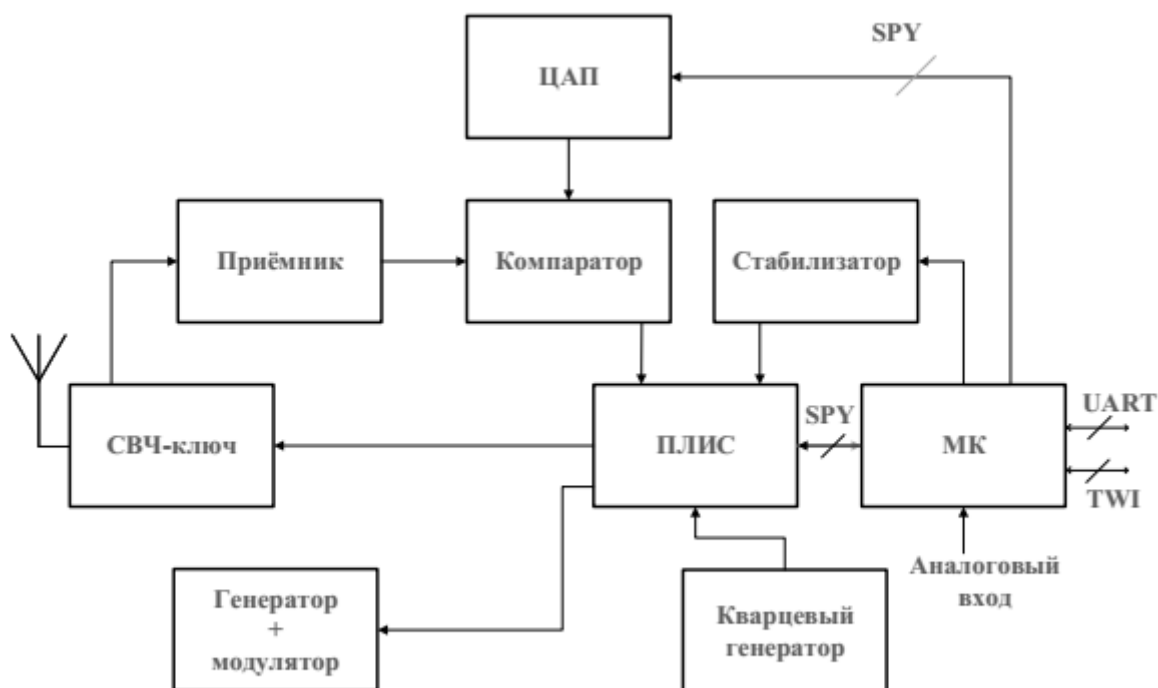 SPY
ЦАП
Приёмник
Компаратор
Стабилизатор
СВЧ-ключ
ПЛИС
SPY
МК
UART
TWI
Аналоговый
вход
Генератор
+
модулятор
Кварцевый
генератор